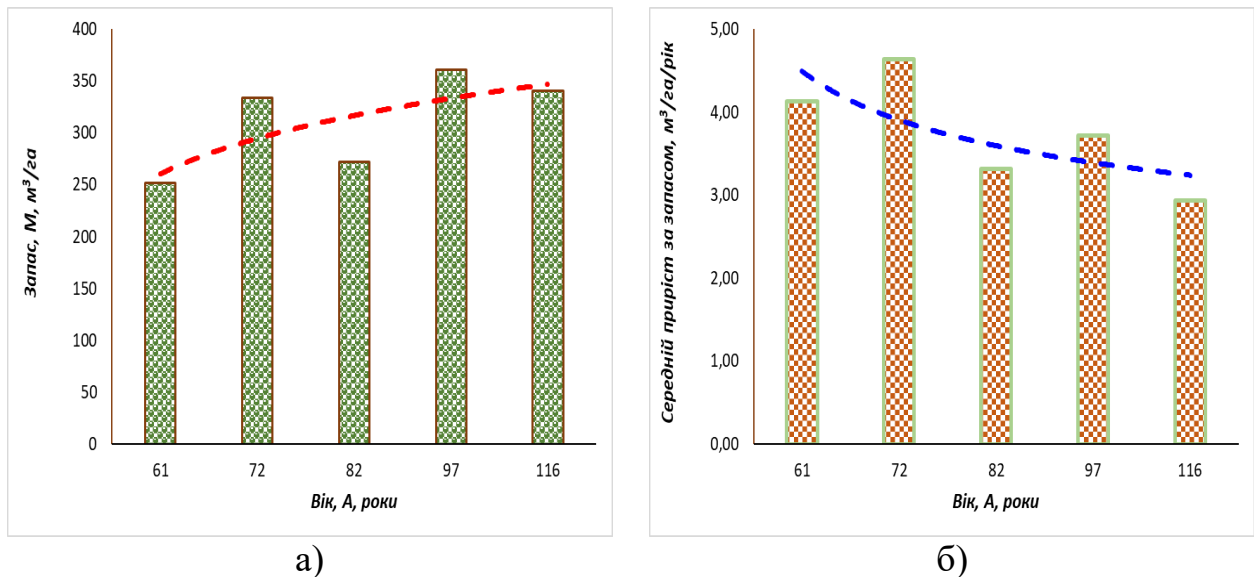 Запас, М, м³/га
400
350
300
250
200
150
100
50
0
61 72 82 97 116
Вік, А, роки
а)
Середній приріст за запасом, м³/га/рік
5,00
4,00
3,00
2,00
1,00
0,00
61 72 82 97 116
Вік, А, роки
б)